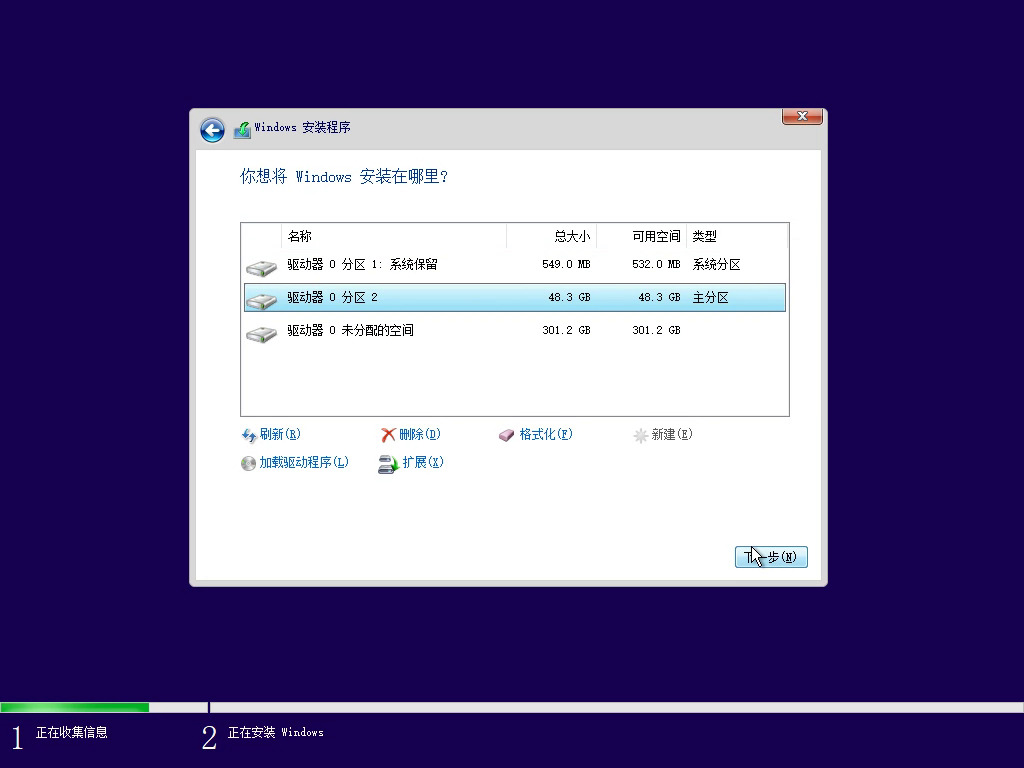 Windows 安装程序
你想将 Windows 安装在哪里？
名称 总大小 可用空间 类型
驱动器 0 分区 1: 系统保留 549.0 MB 532.0 MB 系统分区
驱动器 0 分区 2 48.3 GB 48.3 GB 主分区
驱动器 0 未分配的空间 301.2 GB 301.2 GB
刷新(R) 删除(D) 格式化(F) 新建(E)
加载驱动程序(L) 扩展(X)
下一步(N)
1 正在收集信息 2 正在安装 Windows